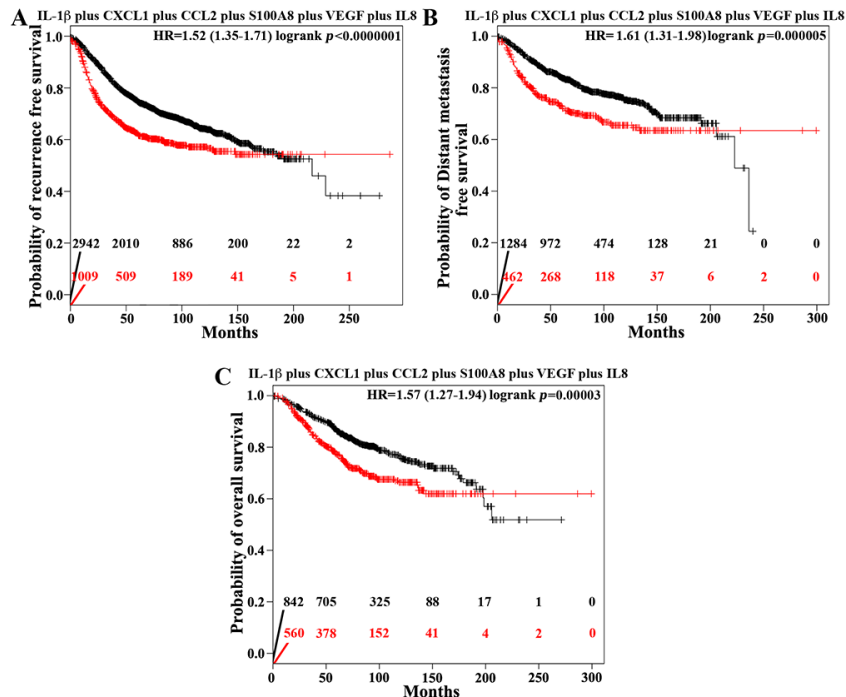 A IL-1β plus CXCL1 plus CCL2 plus S100A8 plus VEGF plus IL8
HR=1.52 (1.35-1.71) logrank p<0.0000001
Probability of recurrence free survival
1.0
0.8
0.6
0.4
0.2
0.0
2942 2010 886 200 22 2
1009 509 189 41 5 1
0 50 100 150 200 250
Months
B IL-1β plus CXCL1 plus CCL2 plus S100A8 plus VEGF plus IL8
HR=1.61 (1.31-1.98) logrank p=0.000005
Probability of Distant metastasis
free survival
1.0
0.8
0.6
0.4
0.2
0.0
1284 972 474 128 21 0 0
462 268 118 37 6 2 0
0 50 100 150 200 250 300
Months
C IL-1β plus CXCL1 plus CCL2 plus S100A8 plus VEGF plus IL8
HR=1.57 (1.27-1.94) logrank p=0.00003
Probability of overall survival
1.0
0.8
0.6
0.4
0.2
0.0
842 705 325 88 17 1 0
560 378 152 41 4 2 0
0 50 100 150 200 250 300
Months